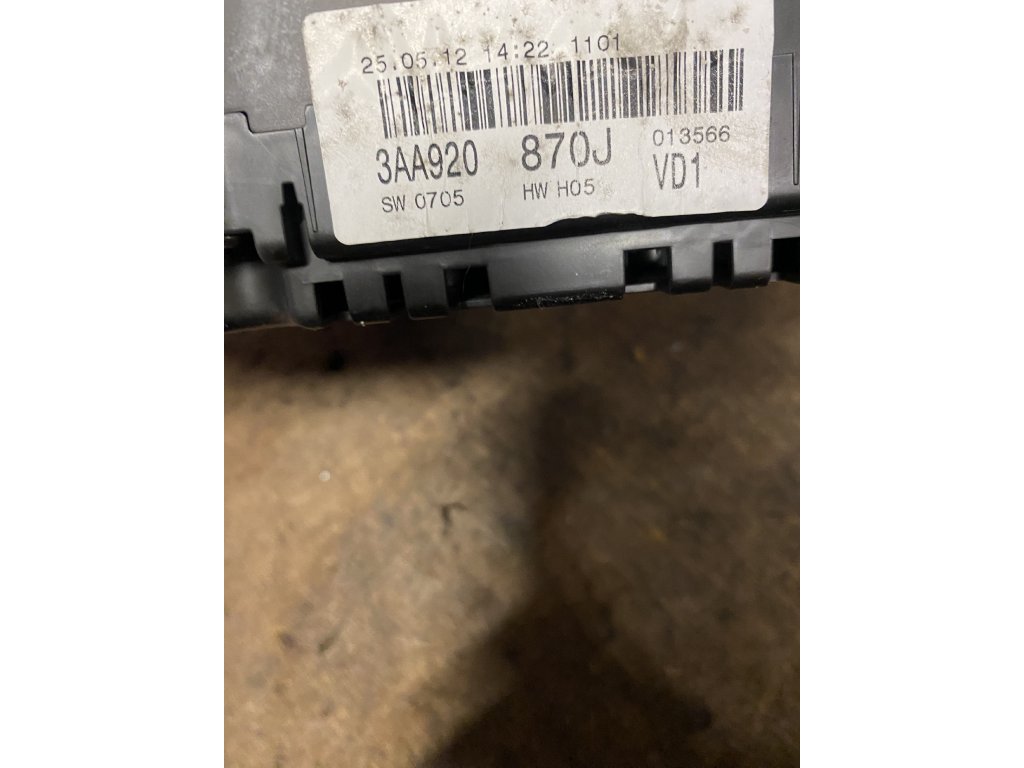 25.05.12 14:22 1101
3AA920 870J 013566
SW 0705 HW H05 VD1